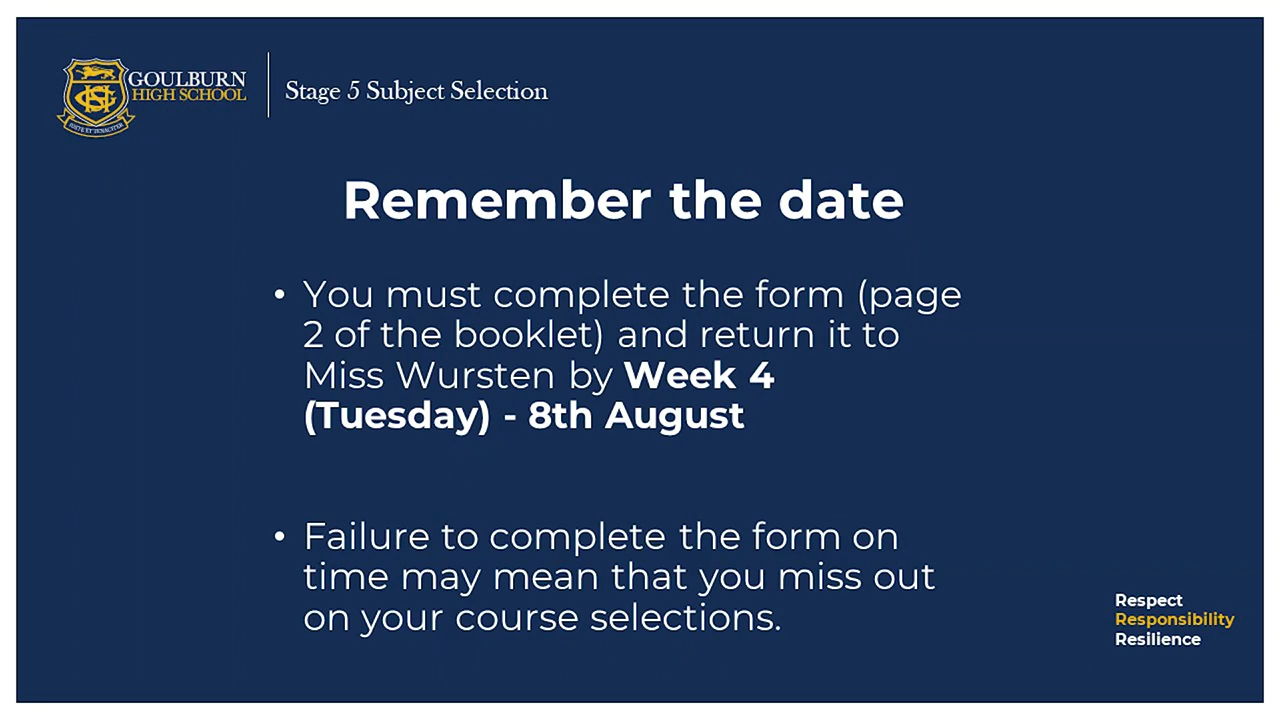 GOULBURN
HIGH SCHOOL
Stage 5 Subject Selection
Remember the date
• You must complete the form (page
2 of the booklet) and return it to
Miss Wursten by Week 4
(Tuesday) - 8th August
• Failure to complete the form on
time may mean that you miss out
on your course selections.
Respect
Responsibility
Resilience